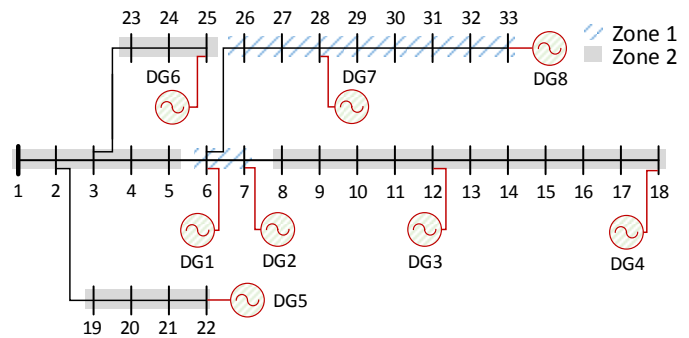 23 24 25 26 27 28 29 30 31 32 33 Zone 1
Zone 2
DG6 DG7 DG8
1 2 3 4 5 6 7 8 9 10 11 12 13 14 15 16 17 18
DG1 DG2 DG3 DG4
DG5
19 20 21 22